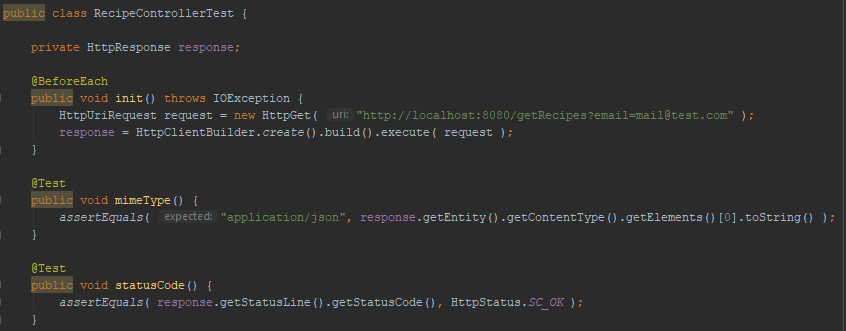 public class RecipeControllerTest {
private HttpResponse response;
@BeforeEach
public void init() throws IOException {
HttpUriRequest request = new HttpGet( uri: "http://localhost:8080/getRecipes?email=mail@test.com" );
response = HttpClientBuilder.create().build().execute( request );
}
@Test
public void mimeType() {
assertEquals( expected: "application/json", response.getEntity().getContentType().getElements()[0].toString() );
}
@Test
public void statusCode() {
assertEquals( response.getStatusLine().getStatusCode(), HttpStatus.SC_OK );
}